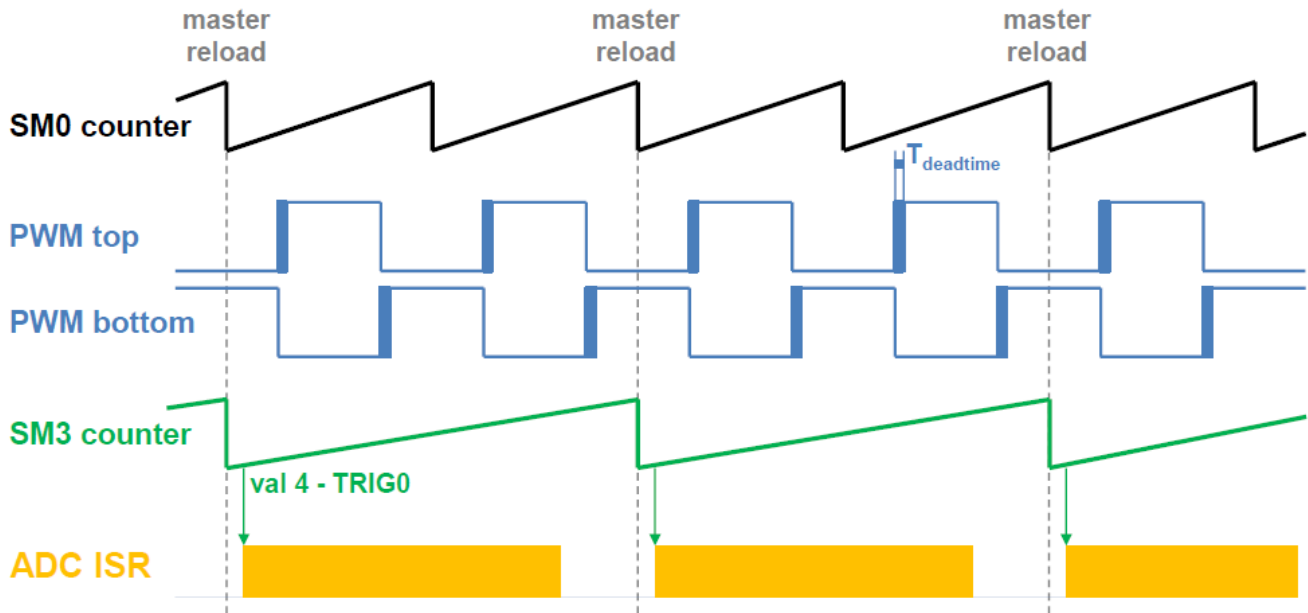 master
reload
master
reload
master
reload
SM0 counter
Tdeadtime
PWM top
PWM bottom
SM3 counter
val 4 - TRIG0
ADC ISR